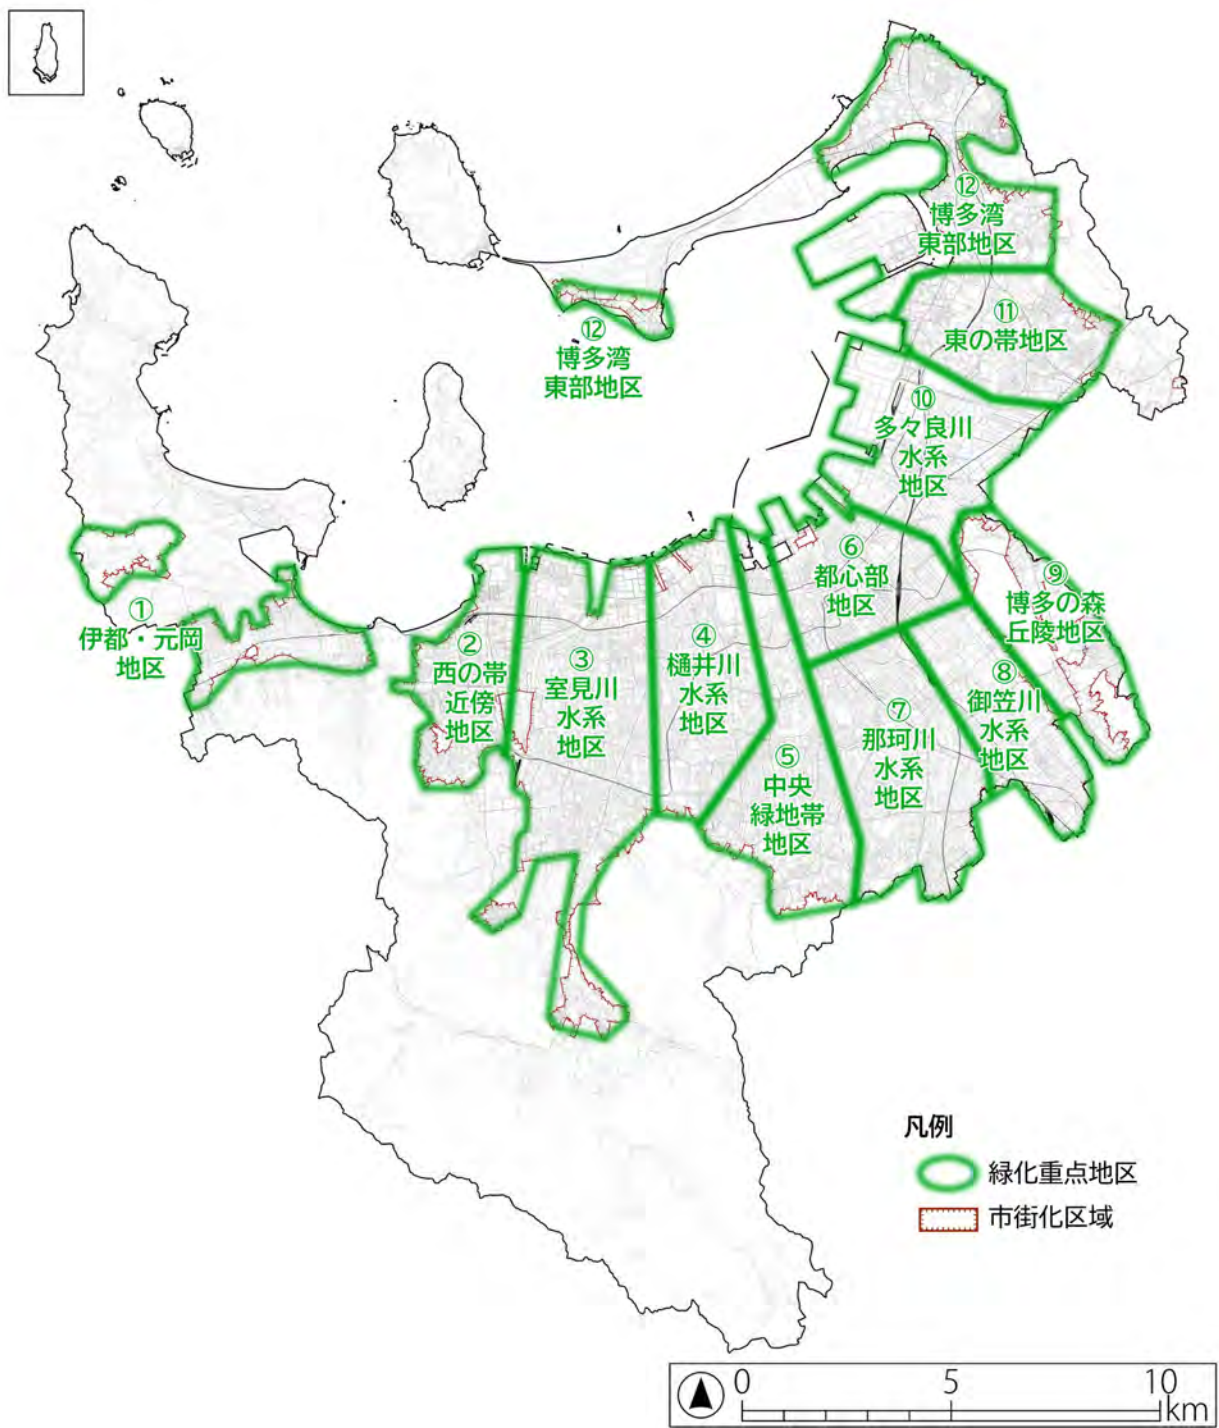 ⑫
博多湾
東部地区
⑫
博多湾
東部地区
⑪
東の帯地区
⑩
多々良川
水系
地区
⑥
都心部
地区
⑨
博多の森
丘陵地区
①
伊都・元岡
地区
②
西の帯
近傍
地区
③
室見川
水系
地区
④
樋井川
水系
地区
⑤
中央
緑地帯
地区
⑦
那珂川
水系
地区
⑧
御笠川
水系
地区
凡例
緑化重点地区
市街化区域
0 5 10
km